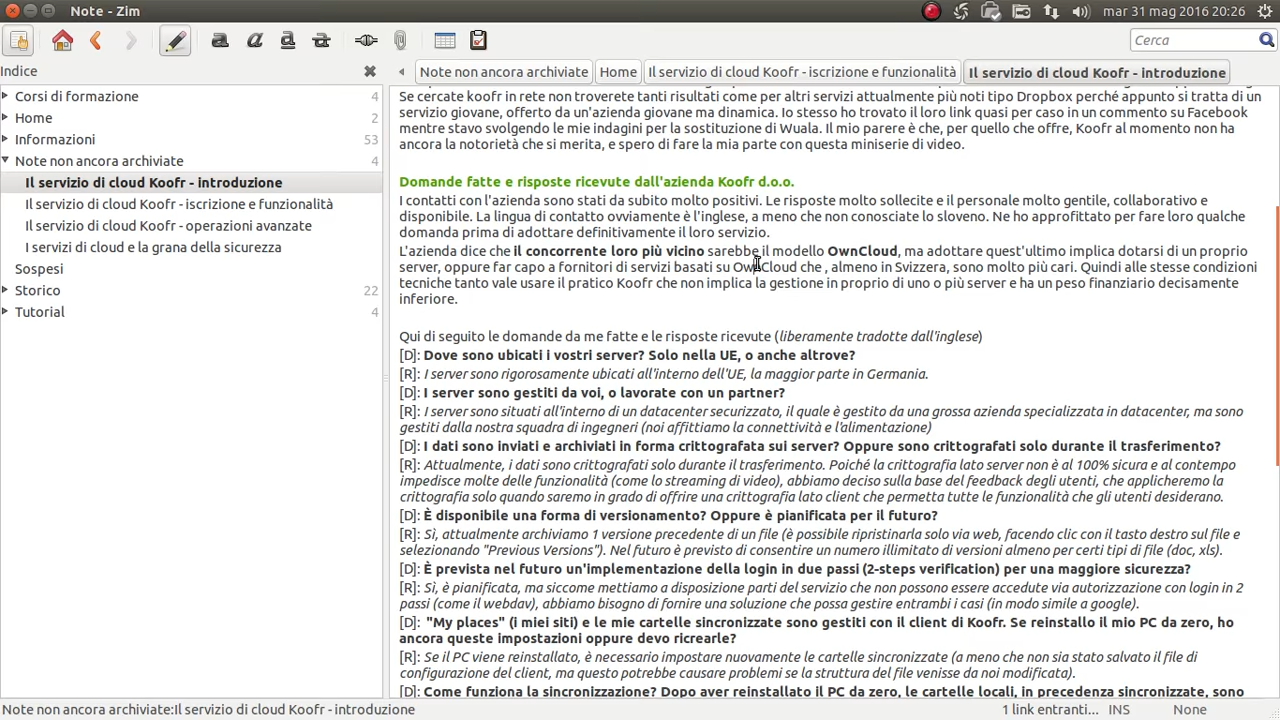 Note - Zim
mar 31 mag 2016 20:26
Cerca
Indice
Note non ancora archiviate
Home
Il servizio di cloud Koofr - iscrizione e funzionalità
Il servizio di cloud Koofr - introduzione
Corsi di formazione 4
Home 2
Informazioni 53
Note non ancora archiviate 4
Il servizio di cloud Koofr - introduzione
Il servizio di cloud Koofr - iscrizione e funzionalità
Il servizio di cloud Koofr - operazioni avanzate
I servizi di cloud e la grana della sicurezza
Sospesi
Storico 22
Tutorial 4
Se cercate koofr in rete non troverete tanti risultati come per altri servizi attualmente più noti tipo Dropbox perché appunto si tratta di un
servizio giovane, offerto da un'azienda giovane ma dinamica. Io stesso ho trovato il loro link quasi per caso in un commento su Facebook
mentre stavo svolgendo le mie indagini per la sostituzione di Wuala. Il mio parere è che, per quello che offre, Koofr al momento non ha
ancora la notorietà che si merita, e spero di fare la mia parte con questa miniserie di video.
Domande fatte e risposte ricevute dall'azienda Koofr d.o.o.
I contatti con l'azienda sono stati da subito molto positivi. Le risposte molto sollecite e il personale molto gentile, collaborativo e
disponibile. La lingua di contatto ovviamente è l'inglese, a meno che non conosciate lo sloveno. Ne ho approfittato per fare loro qualche
domanda prima di adottare definitivamente il loro servizio.
L'azienda dice che il concorrente loro più vicino sarebbe il modello OwnCloud, ma adottare quest'ultimo implica dotarsi di un proprio
server, oppure far capo a fornitori di servizi basati su OwnCloud che , almeno in Svizzera, sono molto più cari. Quindi alle stesse condizioni
tecniche tanto vale usare il pratico Koofr che non implica la gestione in proprio di uno o più server e ha un peso finanziario decisamente
inferiore.
Qui di seguito le domande da me fatte e le risposte ricevute (liberamente tradotte dall'inglese)
[D]: Dove sono ubicati i vostri server? Solo nella UE, o anche altrove?
[R]: I server sono rigorosamente ubicati all'interno dell'UE, la maggior parte in Germania.
[D]: I server sono gestiti da voi, o lavorate con un partner?
[R]: I server sono situati all'interno di un datacenter securizzato, il quale è gestito da una grossa azienda specializzata in datacenter, ma sono
gestiti dalla nostra squadra di ingegneri (noi affittiamo la connettività e l'alimentazione)
[D]: I dati sono inviati e archiviati in forma crittografata sui server? Oppure sono crittografati solo durante il trasferimento?
[R]: Attualmente, i dati sono crittografati solo durante il trasferimento. Poiché la crittografia lato server non è al 100% sicura e al contempo
impedisce molte delle funzionalità (come lo streaming di video), abbiamo deciso sulla base del feedback degli utenti, che applicheremo la
crittografia solo quando saremo in grado di offrire una crittografia lato client che permetta tutte le funzionalità che gli utenti desiderano.
[D]: È disponibile una forma di versionamento? Oppure è pianificata per il futuro?
[R]: Sì, attualmente archiviamo 1 versione precedente di un file (è possibile ripristinarla solo via web, facendo clic con il tasto destro sul file e
selezionando "Previous Versions"). Nel futuro è previsto di consentire un numero illimitato di versioni almeno per certi tipi di file (doc, xls).
[D]: È prevista nel futuro un'implementazione della login in due passi (2-steps verification) per una maggiore sicurezza?
[R]: Sì, è pianificata, ma siccome mettiamo a disposizione parti del servizio che non possono essere accedute via autorizzazione con login in 2
passi (come il webdav), abbiamo bisogno di fornire una soluzione che possa gestire entrambi i casi (in modo simile a google).
[D]: "My places" (i miei siti) e le mie cartelle sincronizzate sono gestiti con il client di Koofr. Se reinstallo il mio PC da zero, ho
ancora queste impostazioni oppure devo ricrearle?
[R]: Se il PC viene reinstallato, è necessario impostare nuovamente le cartelle sincronizzate (a meno che non sia stato salvato il file di
configurazione del client, ma questo potrebbe causare problemi se la struttura del file venisse da noi modificata).
[D]: Come funziona la sincronizzazione? Dopo aver reinstallato il PC da zero, le cartelle locali, in precedenza sincronizzate, sono
Note non ancora archiviate:Il servizio di cloud Koofr - introduzione
1 link entranti...
INS
None